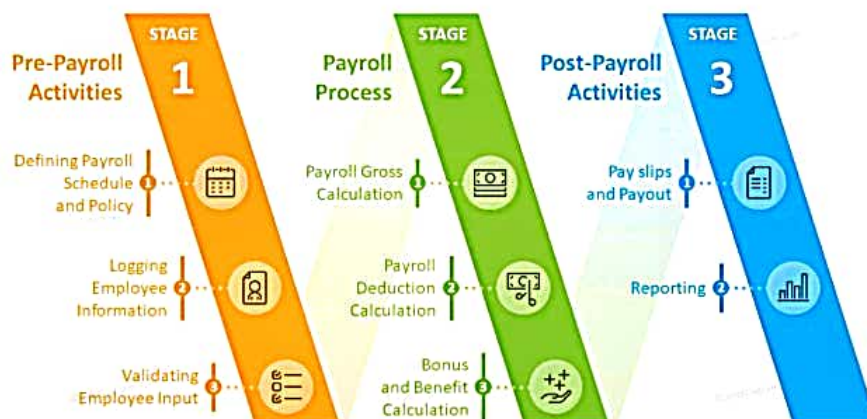 STAGE
1
Pre-Payroll
Activities
1
Defining Payroll
Schedule
and Policy
2
Logging
Employee
Information
3
Validating
Employee Input
STAGE
2
Payroll
Process
1
Payroll Gross
Calculation
2
Payroll
Deduction
Calculation
3
Bonus
and Benefit
Calculation
STAGE
3
Post-Payroll
Activities
1
Pay slips
and Payout
2
Reporting